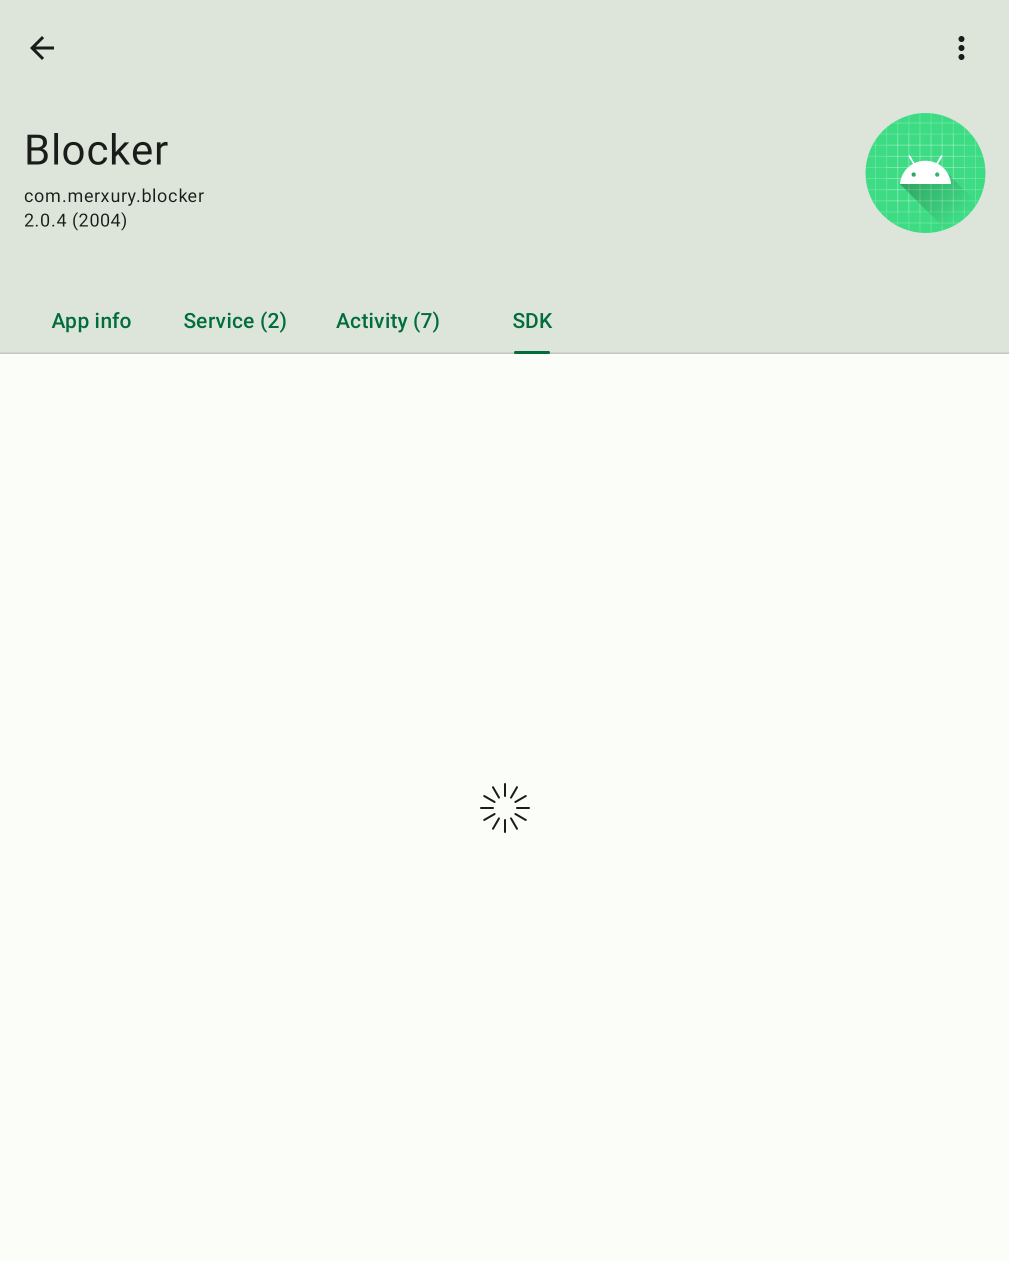 Blocker
com.merxury.blocker
2.0.4 (2004)
App info
Service (2)
Activity (7)
SDK